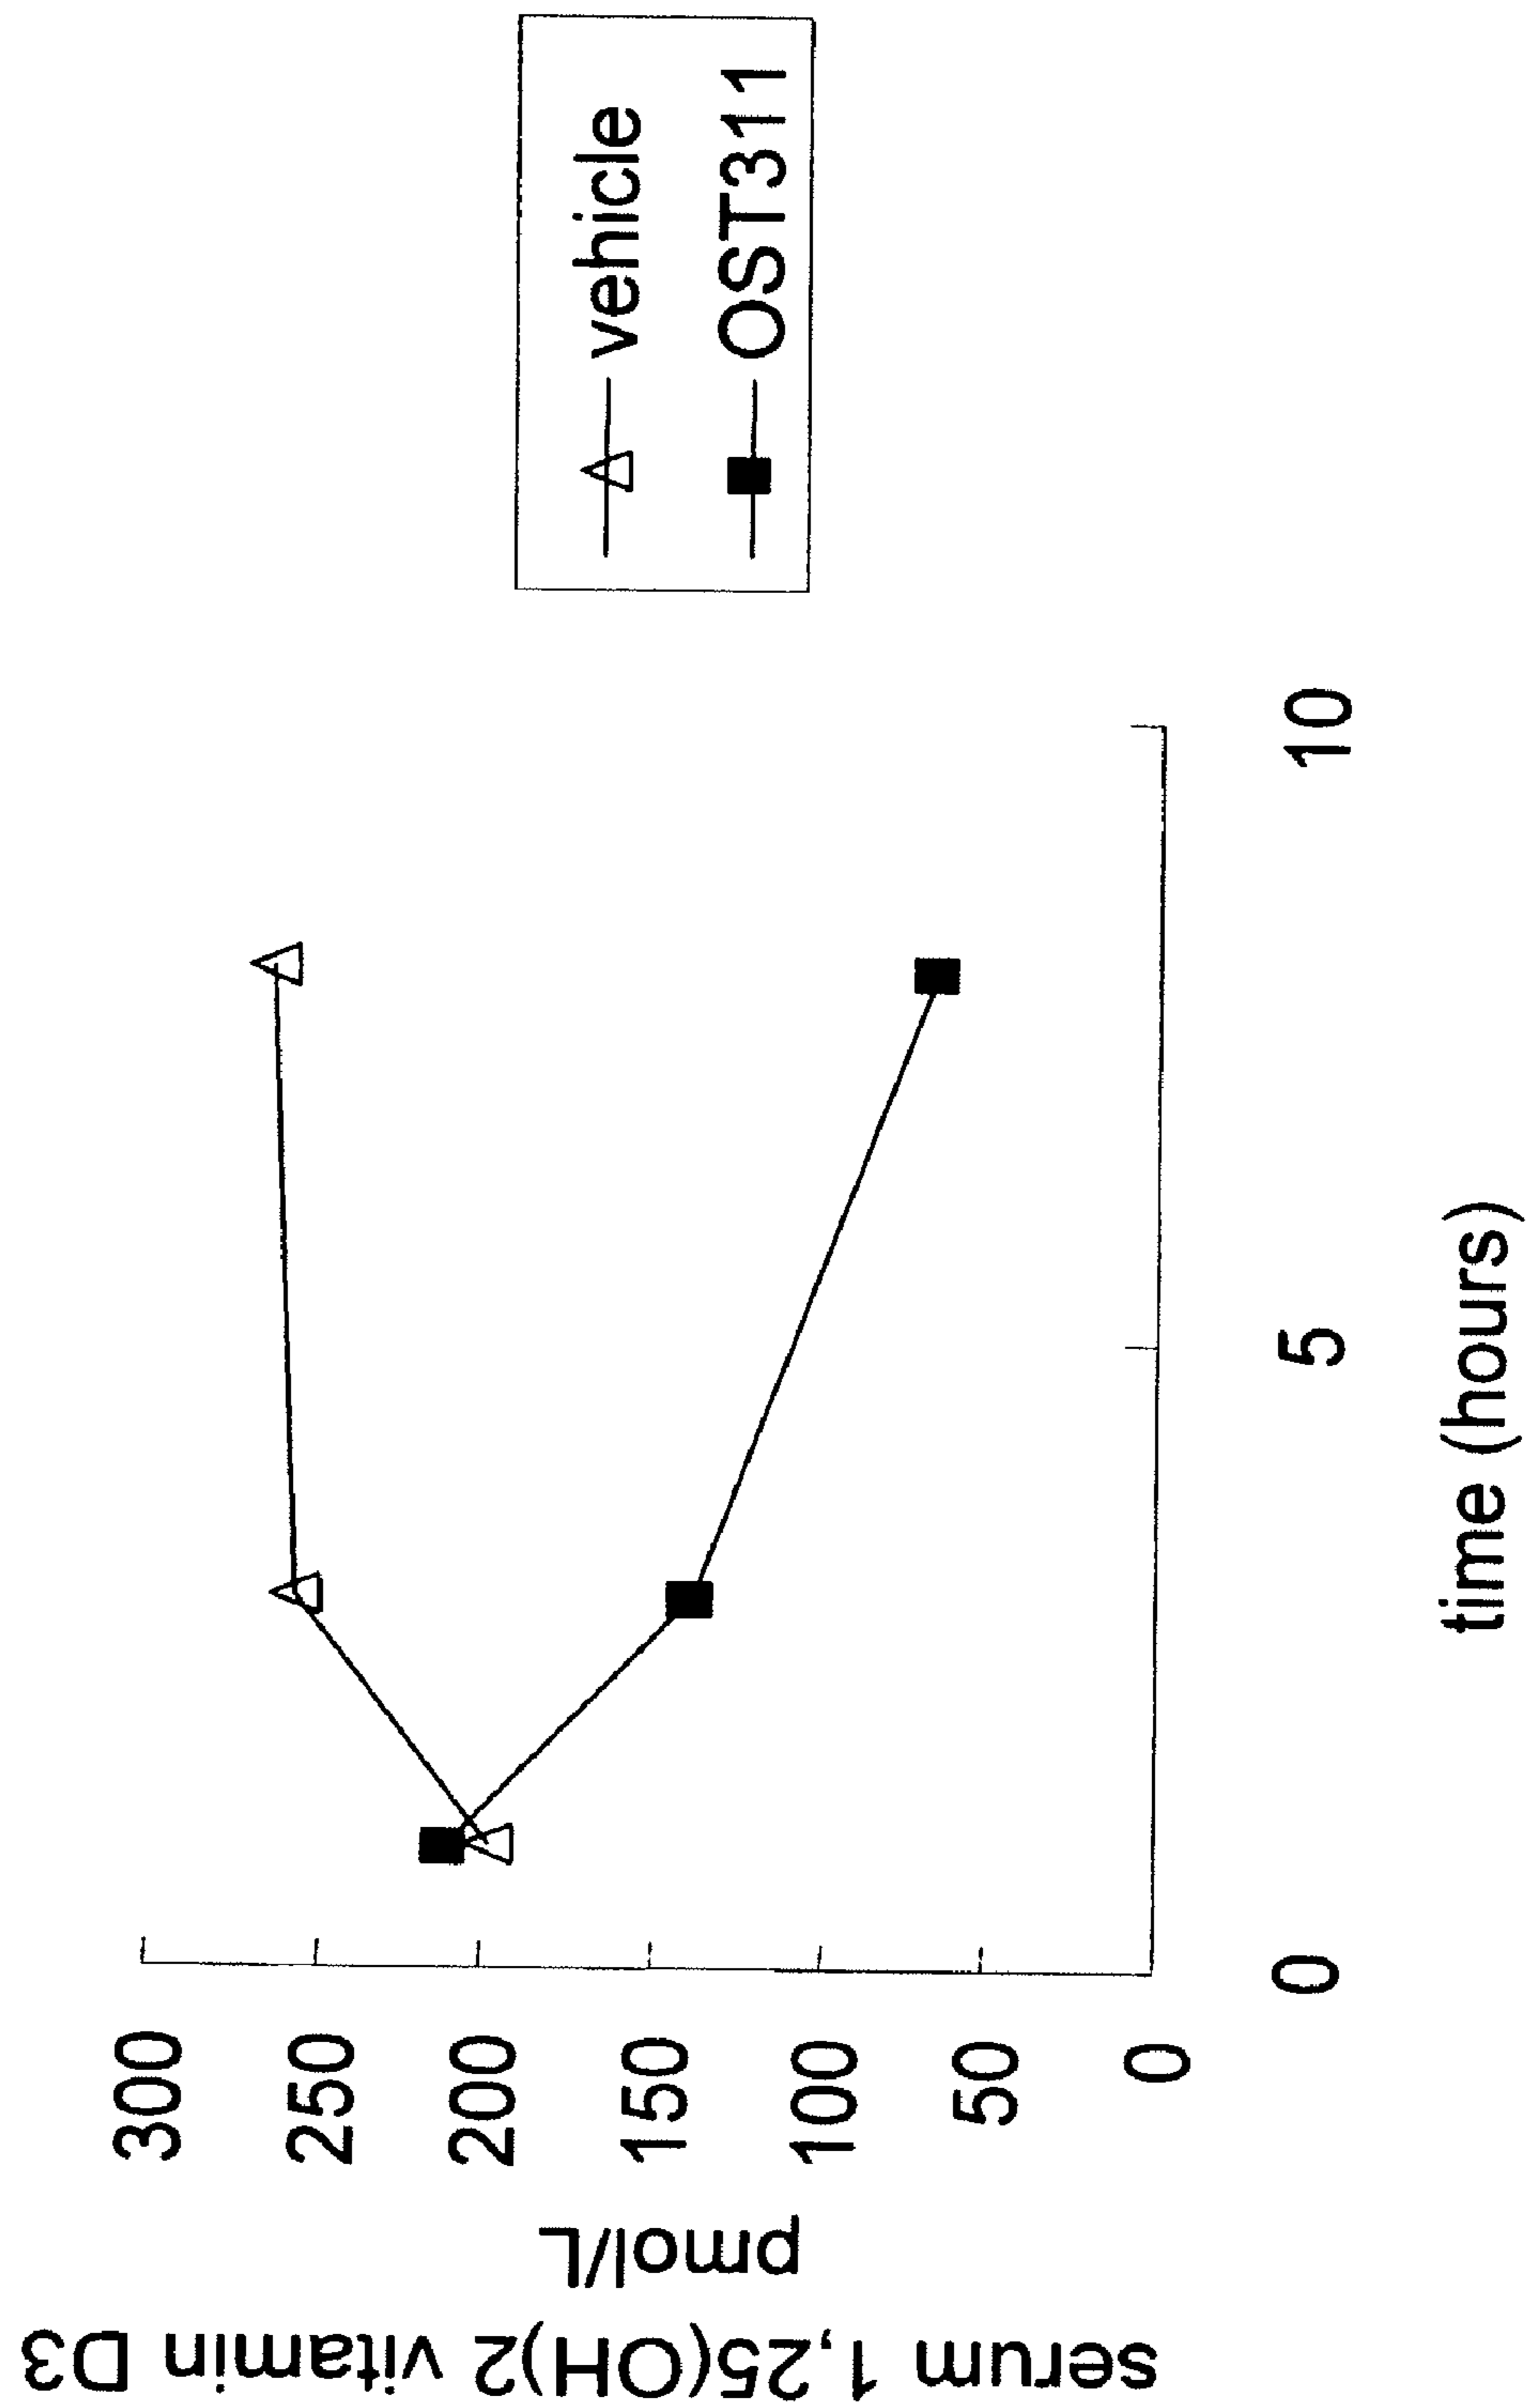 serum 1,25(OH)2 vitamin D3
pmol/L
300
250
200
150
100
50
0
0
5
10
time (hours)
vehicle
OST311